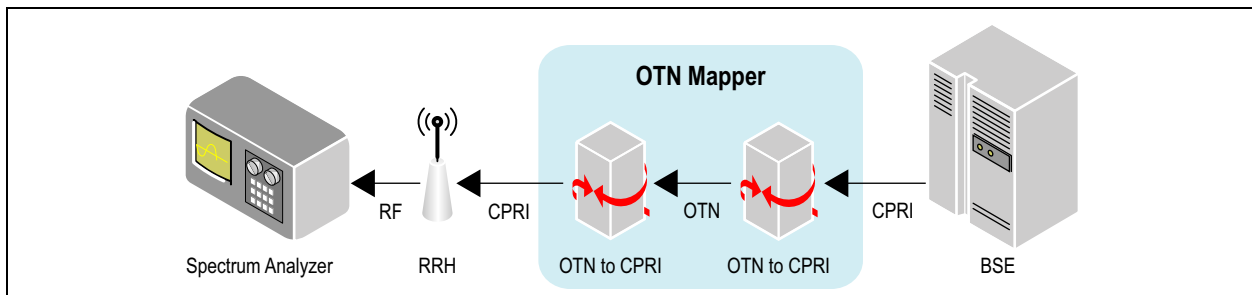 OTN Mapper
RF
CPRI
OTN
CPRI
Spectrum Analyzer
RRH
OTN to CPRI
OTN to CPRI
BSE